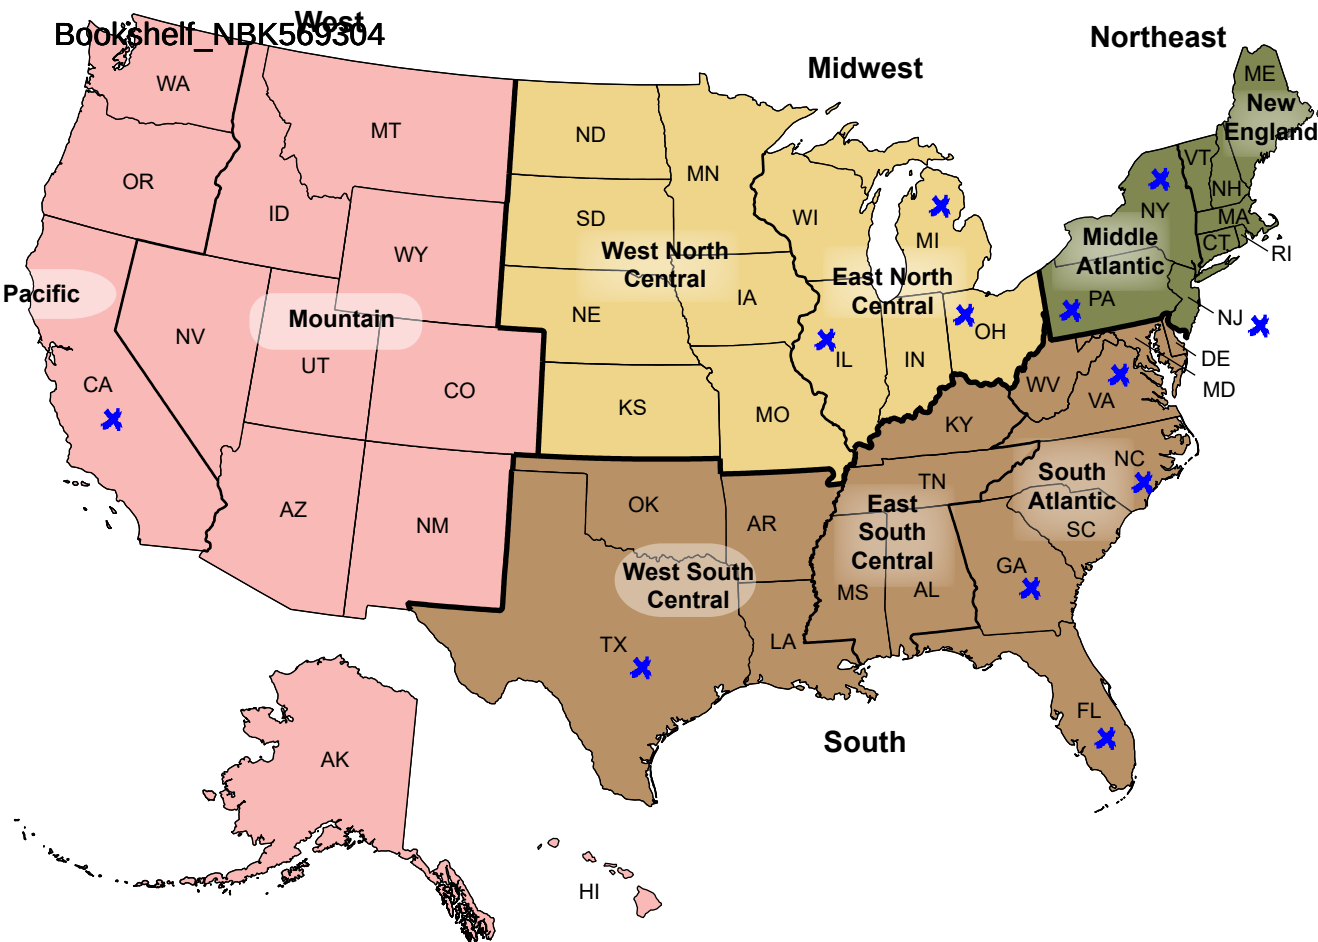 West
Bookshelf_NBK569304
Northeast
Midwest
ME
New
England
WA
MT
ND
MN
VT
NH
OR
ID
SD
WI
MI
NY
MA
CT
RI
WY
West North
Central
East North
Central
Middle
Atlantic
Pacific
Mountain
NV
UT
CO
NE
IA
IL
IN
OH
PA
NJ
DE
MD
CA
KS
MO
WV
VA
KY
NC
TN
South
Atlantic
SC
AZ
NM
OK
AR
East
South
Central
GA
West South
Central
MS
AL
TX
LA
FL
South
AK
HI